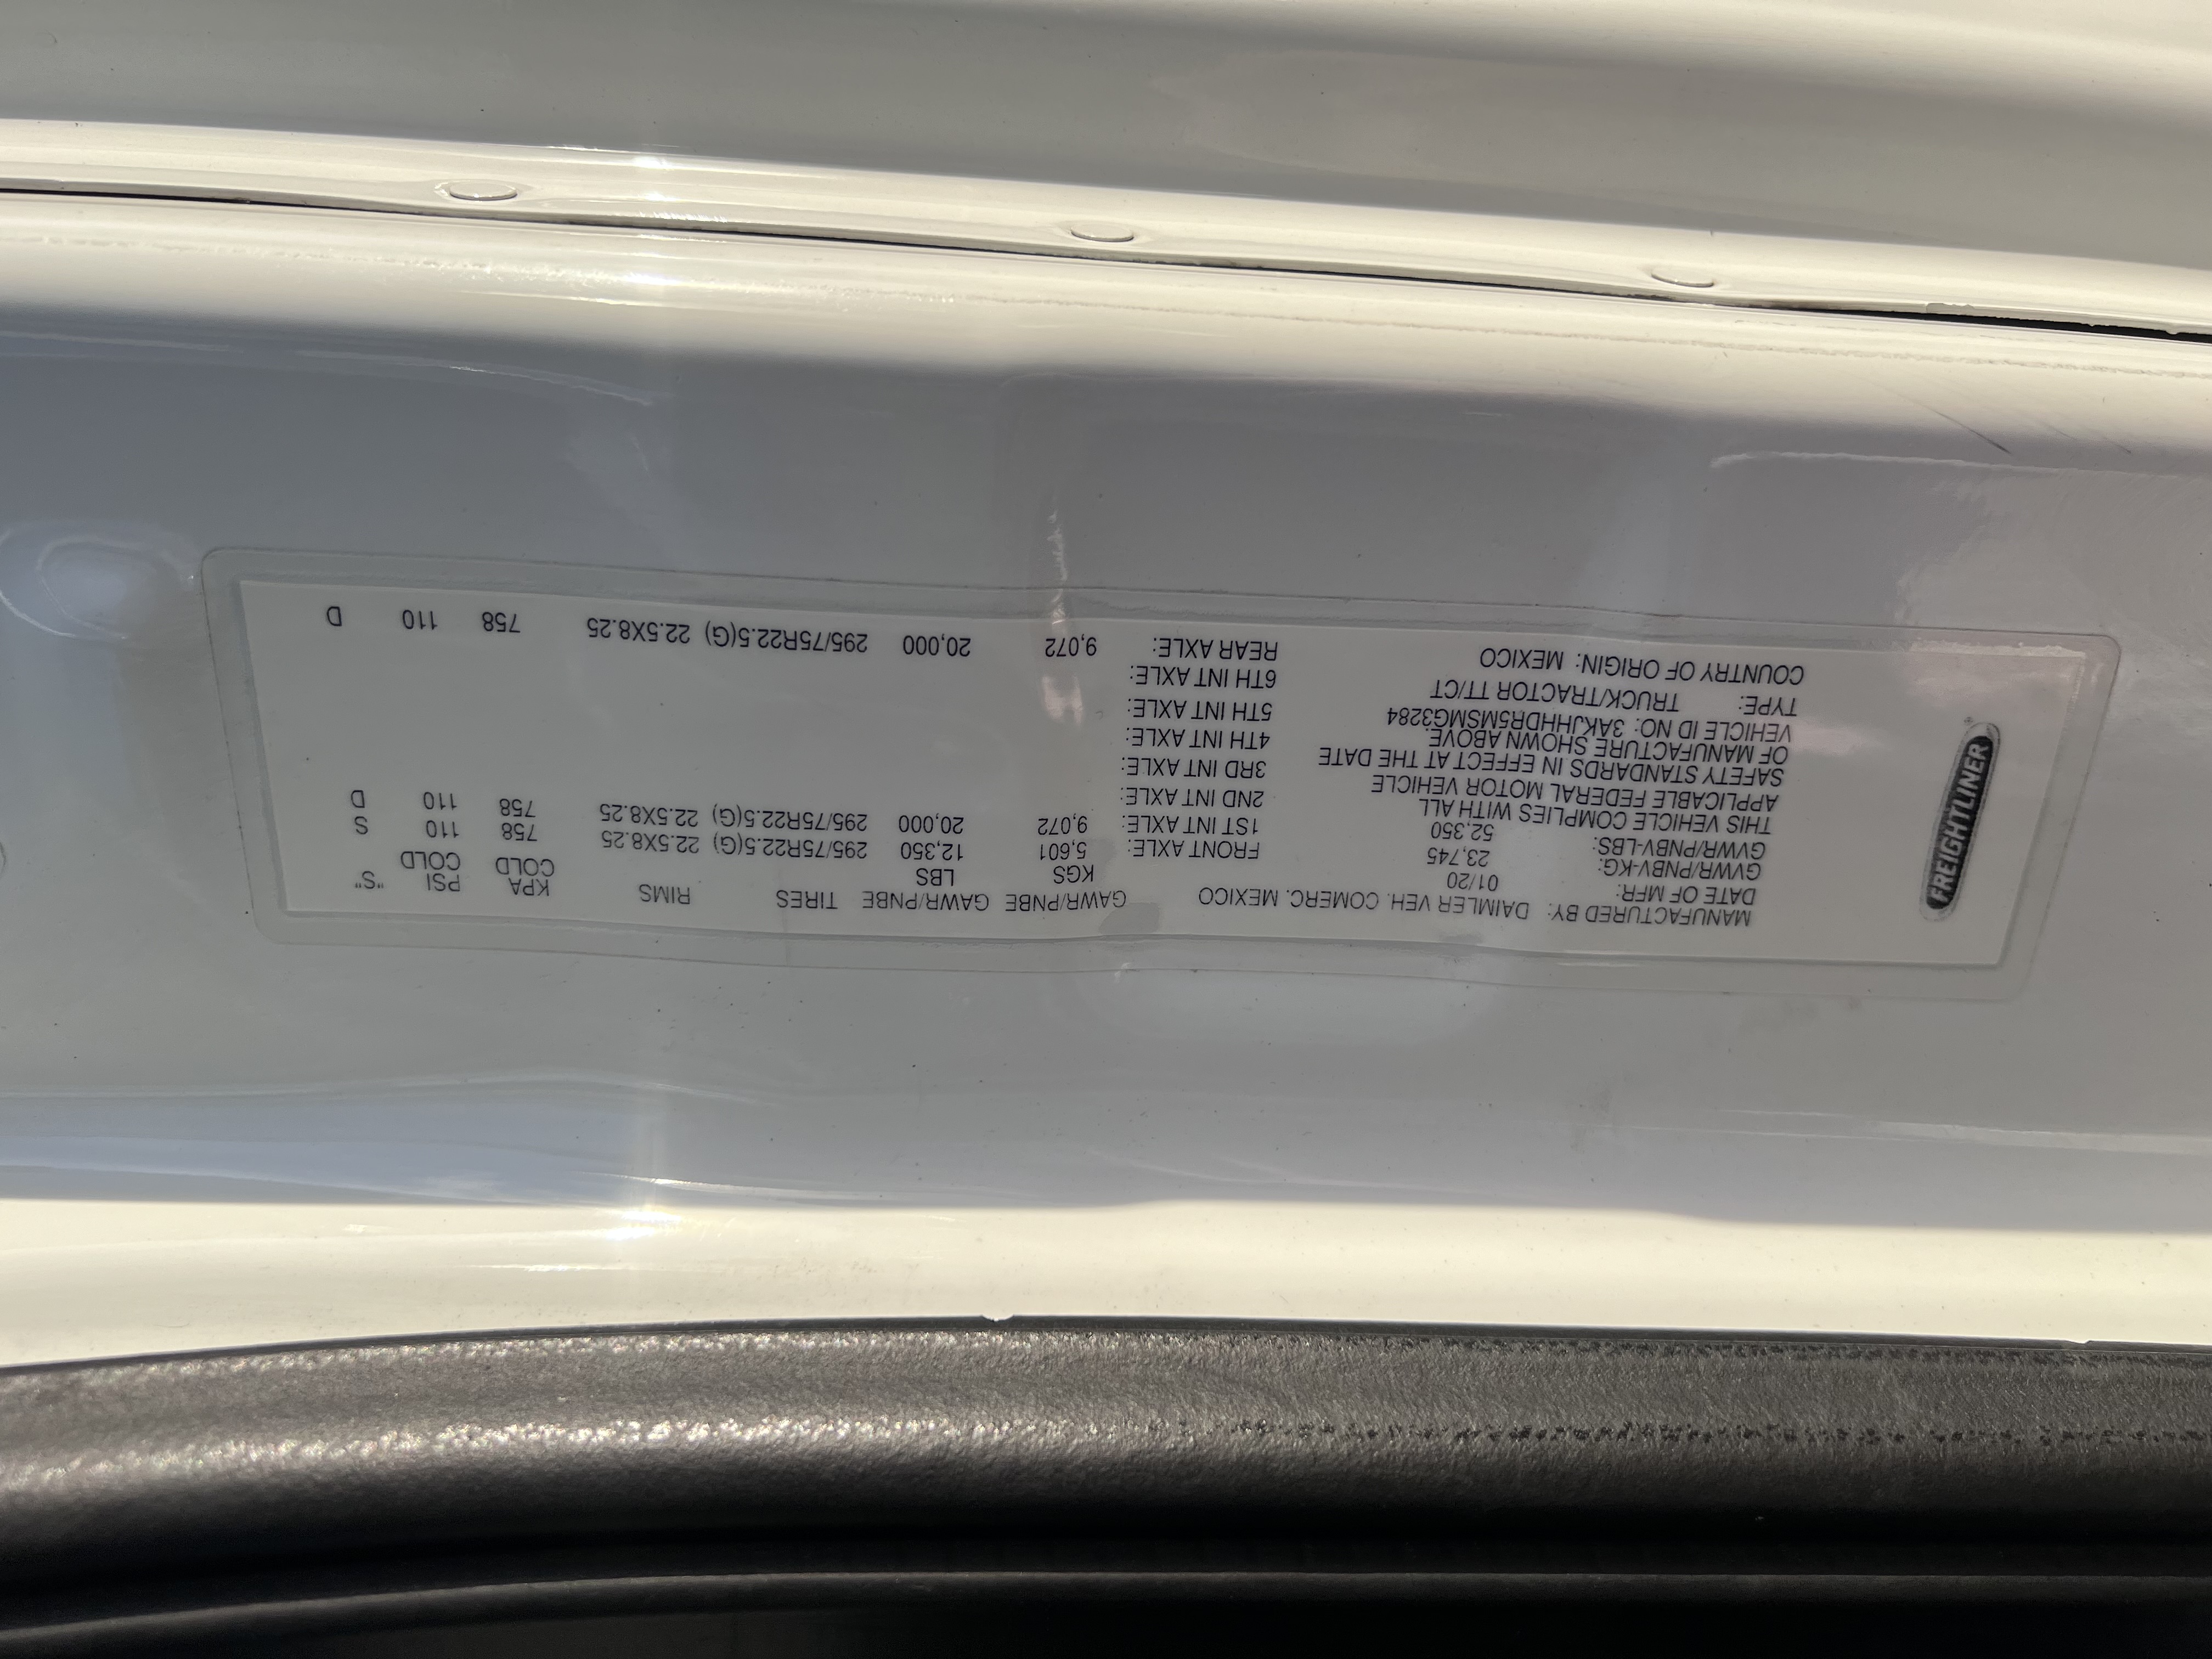 FREIGHTLINER
MANUFACTURED BY: DAIMLER VEH. COMERC. MEXICO
DATE OF MFR: 01/20
GVWR/PNBV-KG: 23,745
GVWR/PNBV-LBS: 52,350
THIS VEHICLE COMPLIES WITH ALL
APPLICABLE FEDERAL MOTOR VEHICLE
SAFETY STANDARDS IN EFFECT AT THE DATE
OF MANUFACTURE SHOWN ABOVE.
VEHICLE ID NO: 3AKJHHDR5MSMG3284
TYPE: TRUCK/TRACTOR TT/CT
COUNTRY OF ORIGIN: MEXICO
GAWR/PNBE GAWR/PNBE TIRES RIMS KPA PSI "S"
KGS LBS COLD COLD
FRONT AXLE: 5,601 12,350 295/75R22.5(G) 22.5X8.25 758 110 S
1ST INT AXLE: 9,072 20,000 295/75R22.5(G) 22.5X8.25 758 110 D
2ND INT AXLE:
3RD INT AXLE:
4TH INT AXLE:
5TH INT AXLE:
6TH INT AXLE:
REAR AXLE: 9,072 20,000 295/75R22.5(G) 22.5X8.25 758 110 D